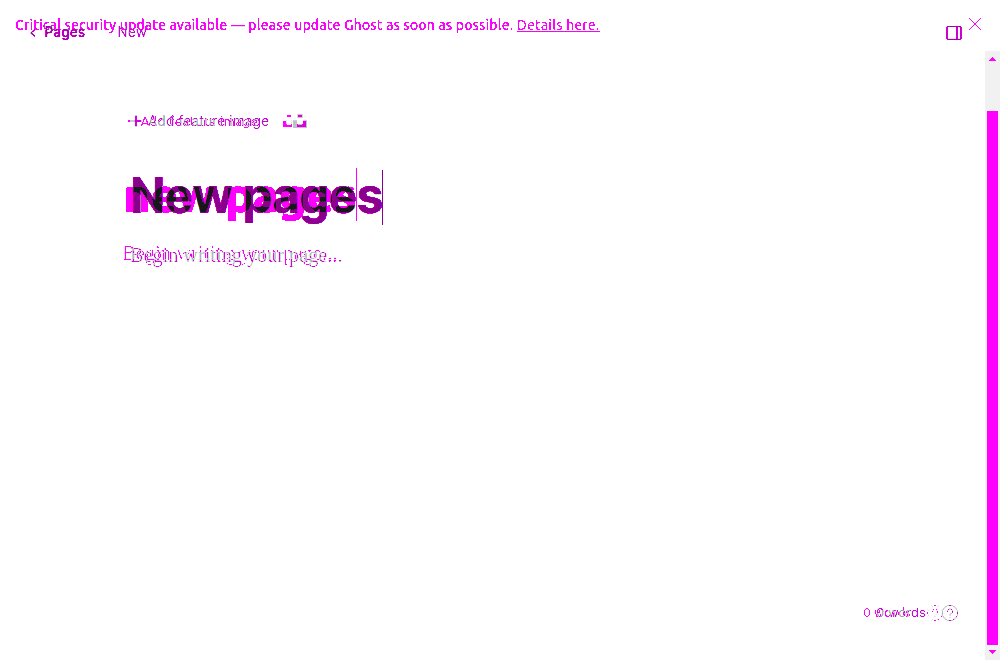 Critical security update available — please update Ghost as soon as possible. Details here.
Pages New
Add feature image
New pages
Begin writing your page...
0 words